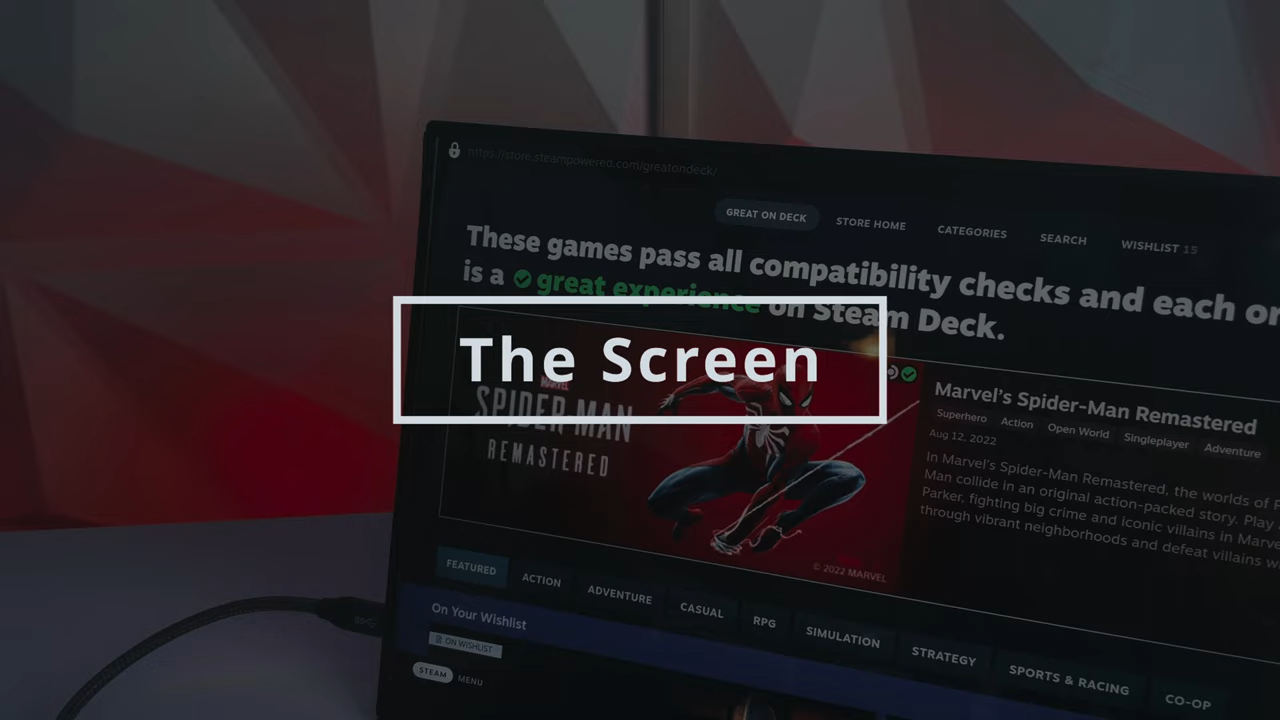 https://store.steampowered.com/greatondeck/
GREAT ON DECK STORE HOME CATEGORIES SEARCH WISHLIST 15
These games pass all compatibility checks and each
is a great experience on Steam Deck.
The Screen
MARVEL
SPIDER-MAN
REMASTERED
© 2022 MARVEL
Marvel's Spider-Man Remastered
Superhero Action Open World Singleplayer Adventure
Aug 12, 2022
In Marvel's Spider-Man Remastered, the worlds of
Man collide in an original action-packed story. Play
Parker, fighting big crime and iconic villains in
through vibrant neighborhoods and defeat villains
FEATURED ACTION ADVENTURE CASUAL RPG SIMULATION STRATEGY SPORTS & RACING CO-OP
On Your Wishlist
ON WISHLIST
STEAM MENU